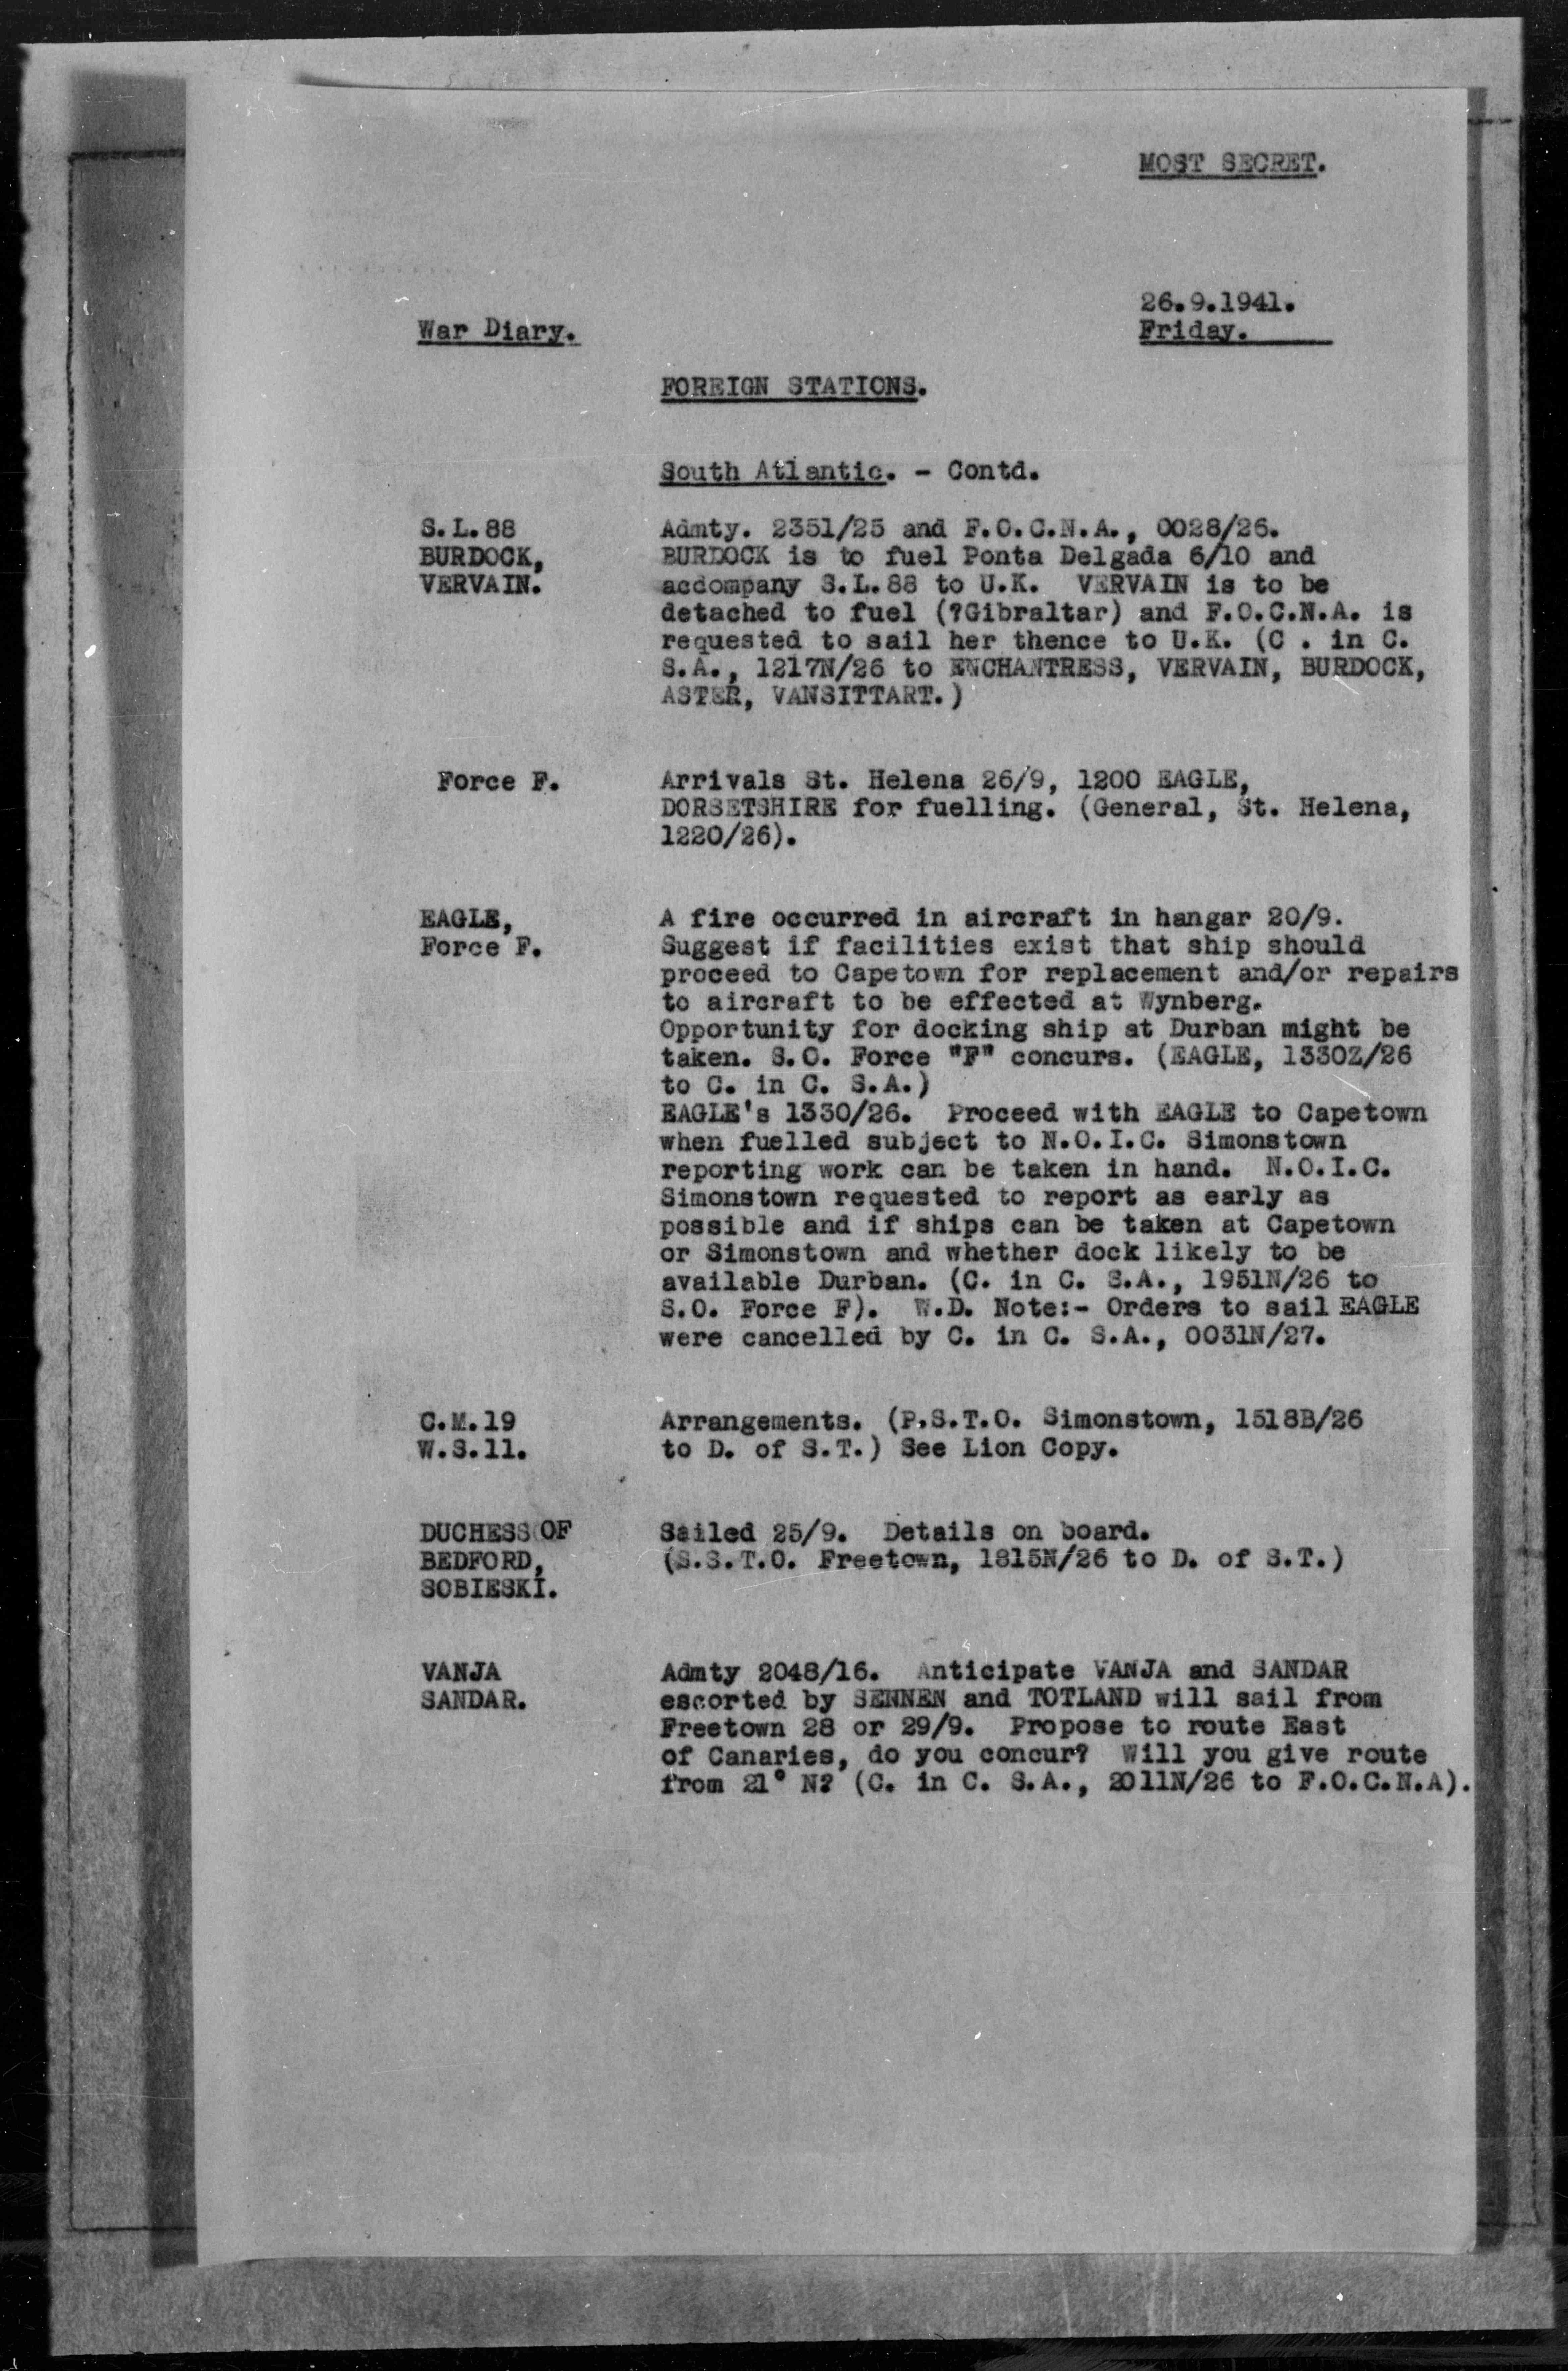 MOST SECRET.
26.9.1941.
War Diary.
Friday.
FOREIGN STATIONS.
South Atlantic. - Contd.
S.L.88
BURDOCK,
VERVAIN.
Admty. 2351/25 and F.O.C.N.A., 0028/26.
BURDOCK is to fuel Ponta Delgada 6/10 and
accompany S.L.88 to U.K. VERVAIN is to be
detached to fuel (?Gibraltar) and F.O.C.N.A. is
requested to sail her thence to U.K. (C . in C.
S.A., 1217N/26 to ENCHANTRESS, VERVAIN, BURDOCK,
ASTER, VANSITTART.)
Force F.
Arrivals St. Helena 26/9, 1200 EAGLE,
DORSETSHIRE for fuelling. (General, St. Helena,
1220/26).
EAGLE,
Force F.
A fire occurred in aircraft in hangar 20/9.
Suggest if facilities exist that ship should
proceed to Capetown for replacement and/or repairs
to aircraft to be effected at Wynberg.
Opportunity for docking ship at Durban might be
taken. S.O. Force "F" concurs. (EAGLE, 1330Z/26
to C. in C. S.A.)
EAGLE's 1330/26. Proceed with EAGLE to Capetown
when fuelled subject to N.O.I.C. Simonstown
reporting work can be taken in hand. N.O.I.C.
Simonstown requested to report as early as
possible and if ships can be taken at Capetown
or Simonstown and whether dock likely to be
available Durban. (C. in C. S.A., 1951N/26 to
S.O. Force F). W.D. Note:- Orders to sail EAGLE
were cancelled by C. in C. S.A., 0031N/27.
C.M.19
W.S.11.
Arrangements. (P.S.T.O. Simonstown, 1518B/26
to D. of S.T.) See Lion Copy.
DUCHESS OF
BEDFORD,
SOBIESKI.
Sailed 25/9. Details on board.
(S.S.T.O. Freetown, 1815N/26 to D. of S.T.)
VANJA
SANDAR.
Admty 2048/16. Anticipate VANJA and SANDAR
escorted by SENNEN and TOTLAND will sail from
Freetown 28 or 29/9. Propose to route East
of Canaries, do you concur? Will you give route
from 21° N? (C. in C. S.A., 2011N/26 to F.O.C.N.A).